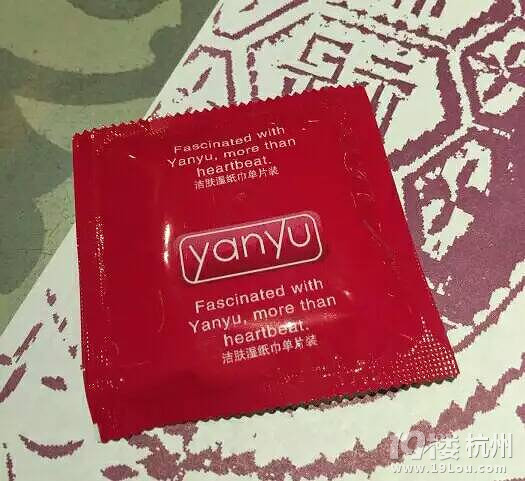 Fascinated with
Yanyu, more than
heartbeat.
洁肤湿纸巾单片装
yanyu
Fascinated with
Yanyu, more than
heartbeat.
洁肤湿纸巾单片装
19楼 杭州
www.19lou.com